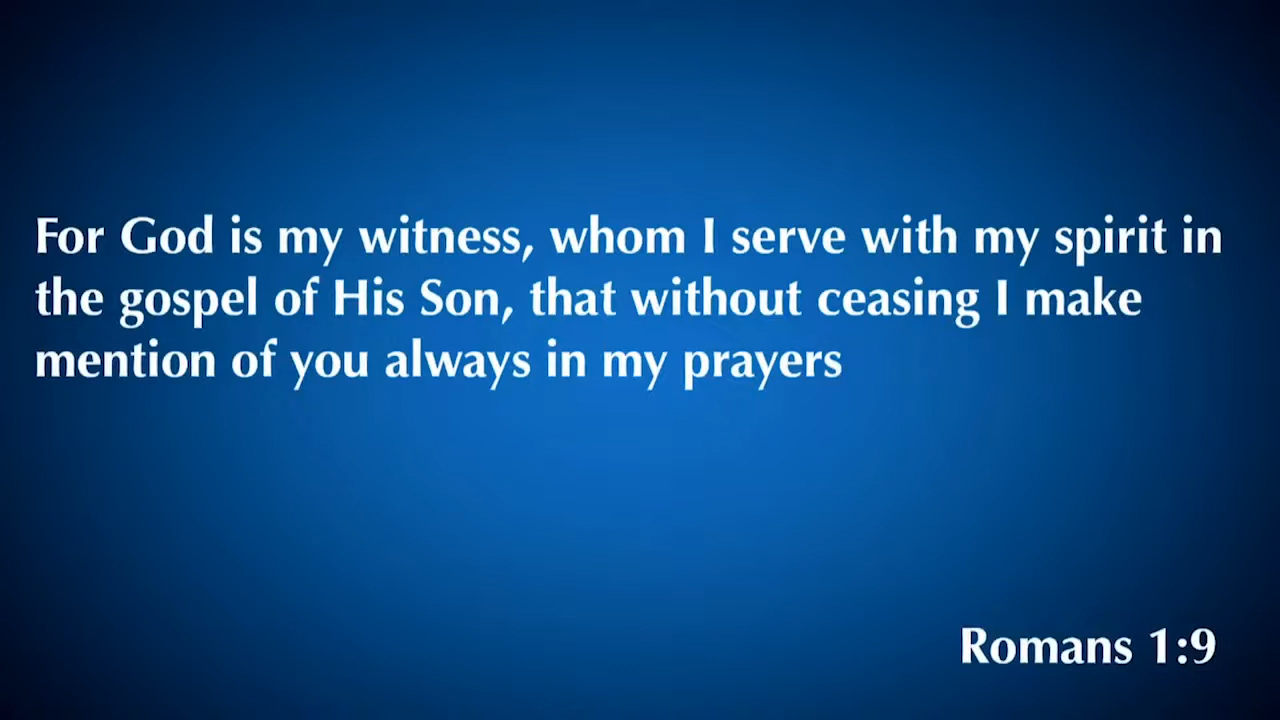 For God is my witness, whom I serve with my spirit in
the gospel of His Son, that without ceasing I make
mention of you always in my prayers
Romans 1:9